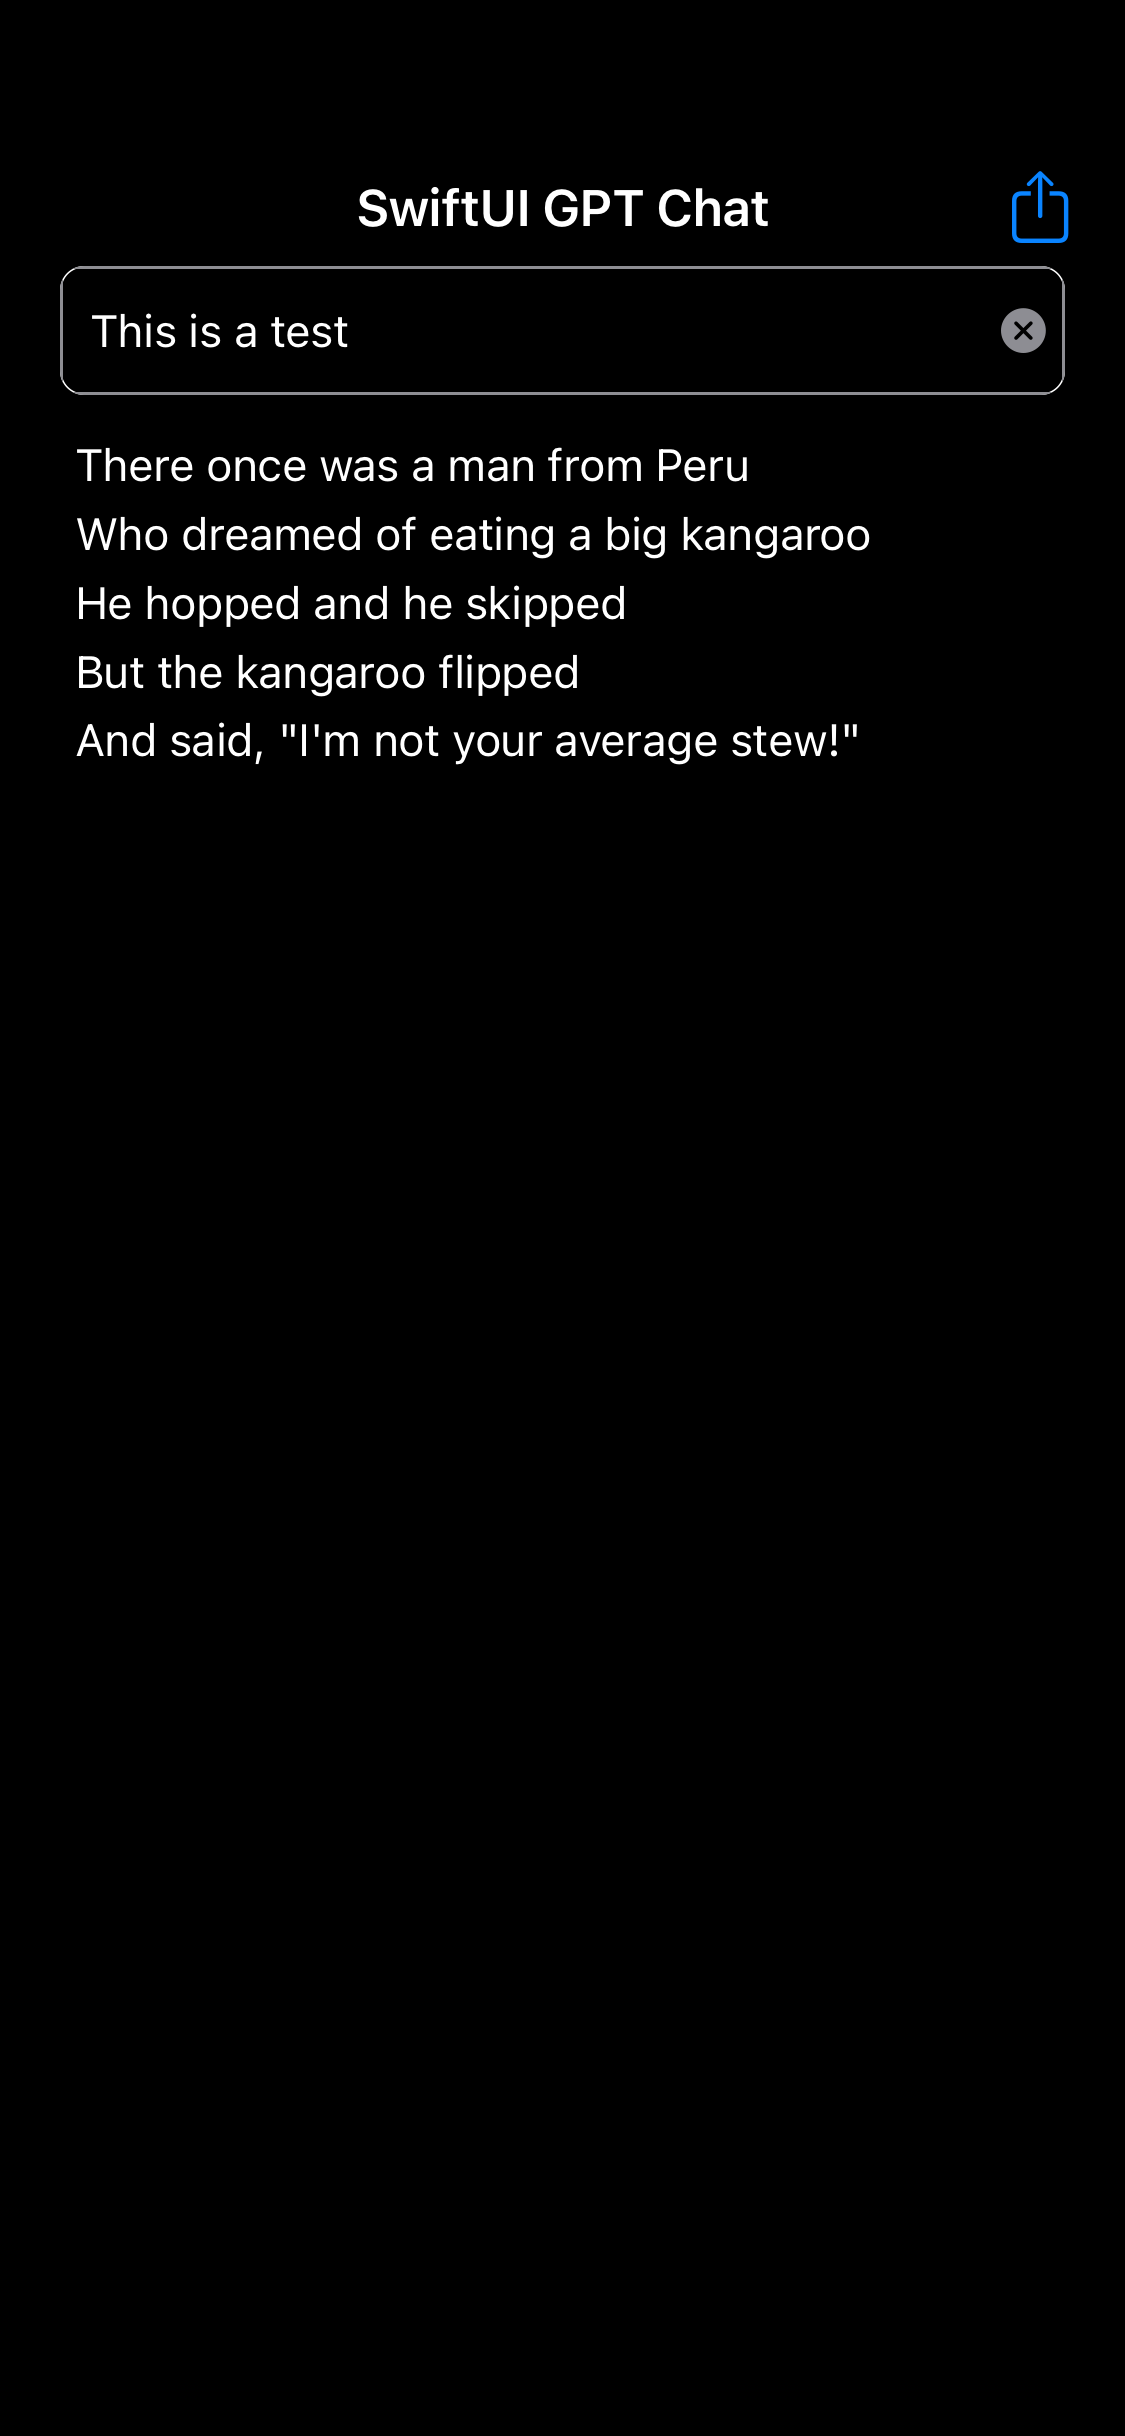 SwiftUI GPT Chat
This is a test
There once was a man from Peru
Who dreamed of eating a big kangaroo
He hopped and he skipped
But the kangaroo flipped
And said, "I'm not your average stew!"